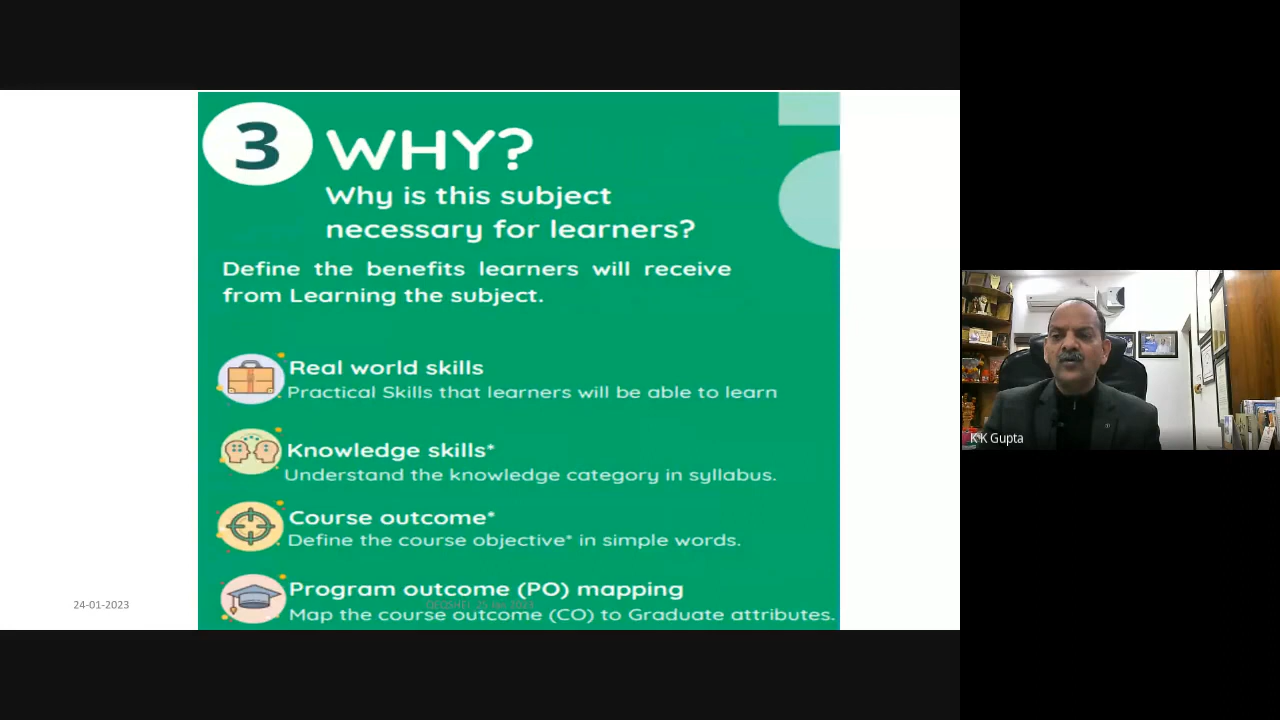 3
WHY?
Why is this subject
necessary for learners?
Define the benefits learners will receive
from Learning the subject.
Real world skills
Practical Skills that learners will be able to learn
Knowledge skills*
Understand the knowledge category in syllabus.
Course outcome*
Define the course objective* in simple words.
Program outcome (PO) mapping
Map the course outcome (CO) to Graduate attributes.
24-01-2023
K K Gupta